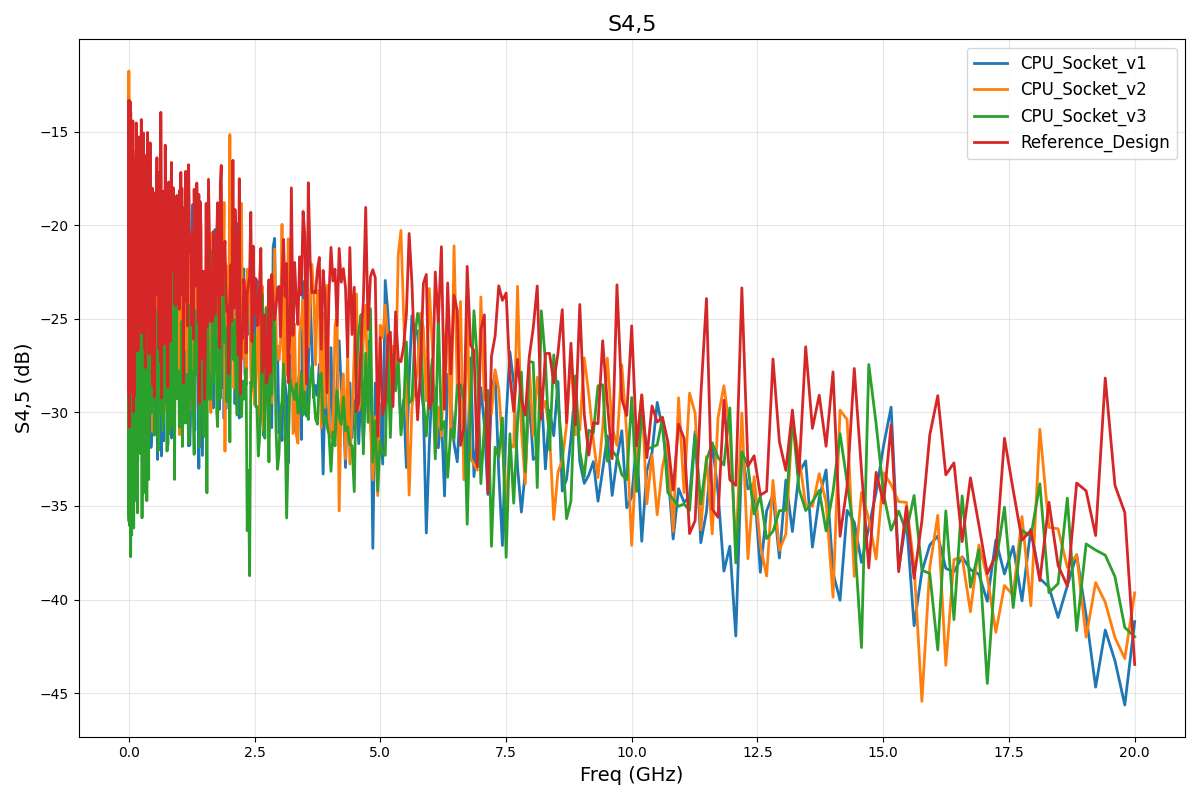 S4,5
CPU_Socket_v1
CPU_Socket_v2
CPU_Socket_v3
Reference_Design
S4,5 (dB)
−15
−20
−25
−30
−35
−40
−45
0.0 2.5 5.0 7.5 10.0 12.5 15.0 17.5 20.0
Freq (GHz)